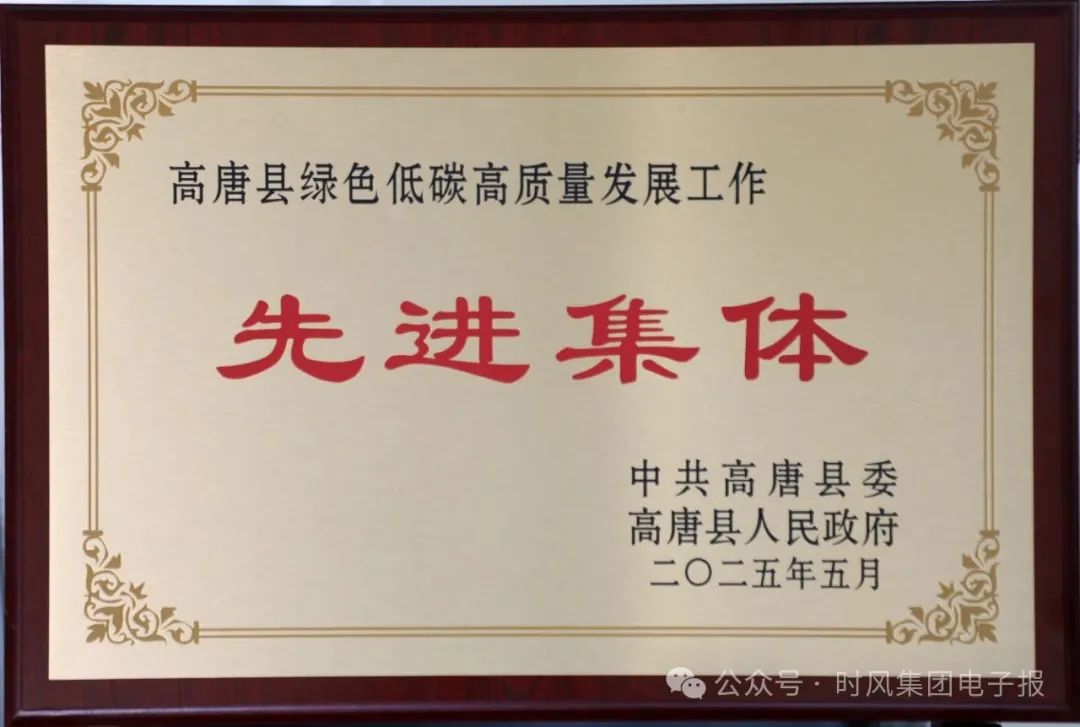 高唐县绿色低碳高质量发展工作
先进集体
中共高唐县委
高唐县人民政府
二〇二五年五月
公众号·时风集团电子报